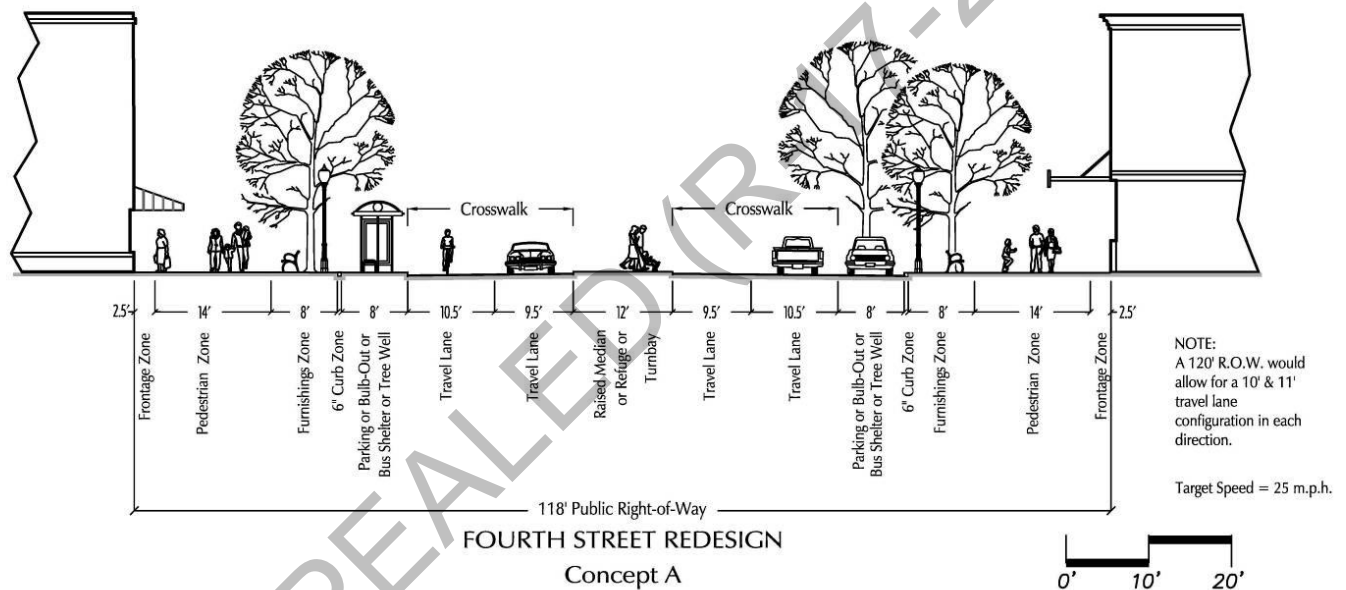 REPEALED (R-17-2
Crosswalk
Crosswalk
2.5'
14'
8'
8'
10.5'
9.5'
12'
9.5'
10.5'
8'
8'
14'
2.5'
Frontage Zone
Pedestrian Zone
Furnishings Zone
6" Curb Zone
Parking or Bulb-Out or
Bus Shelter or Tree Well
Travel Lane
Travel Lane
Raised Median
or Refuge or
Turnbay
Travel Lane
Travel Lane
Parking or Bulb-Out or
Bus Shelter or Tree Well
6" Curb Zone
Furnishings Zone
Pedestrian Zone
Frontage Zone
NOTE:
A 120' R.O.W. would
allow for a 10' & 11'
travel lane
configuration in each
direction.
Target Speed = 25 m.p.h.
118' Public Right-of-Way
FOURTH STREET REDESIGN
Concept A
0' 10' 20'